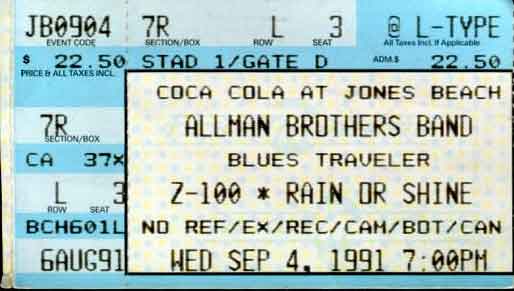 JB0904 7R L 3 @ L-TYPE
EVENT CODE SECTION/BOX ROW SEAT All Taxes Incl. If Applicable
$ 22.50 STAD 1/GATE D ADM.$ 22.50
PRICE & ALL TAXES INCL.
COCA COLA AT JONES BEACH
7R ALLMAN BROTHERS BAND
SECTION/BOX
CA 37X BLUES TRAVELER
L 3 Z-100 * RAIN OR SHINE
ROW SEAT
BCH601L NO REF/EX/REC/CAM/BOT/CAN
6AUG91 WED SEP 4, 1991 7:00PM